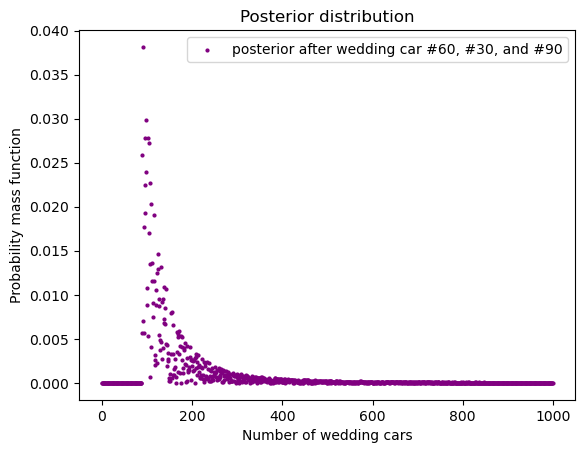 Posterior distribution
posterior after wedding car #60, #30, and #90
Probability mass function
0.040
0.035
0.030
0.025
0.020
0.015
0.010
0.005
0.000
0 200 400 600 800 1000
Number of wedding cars